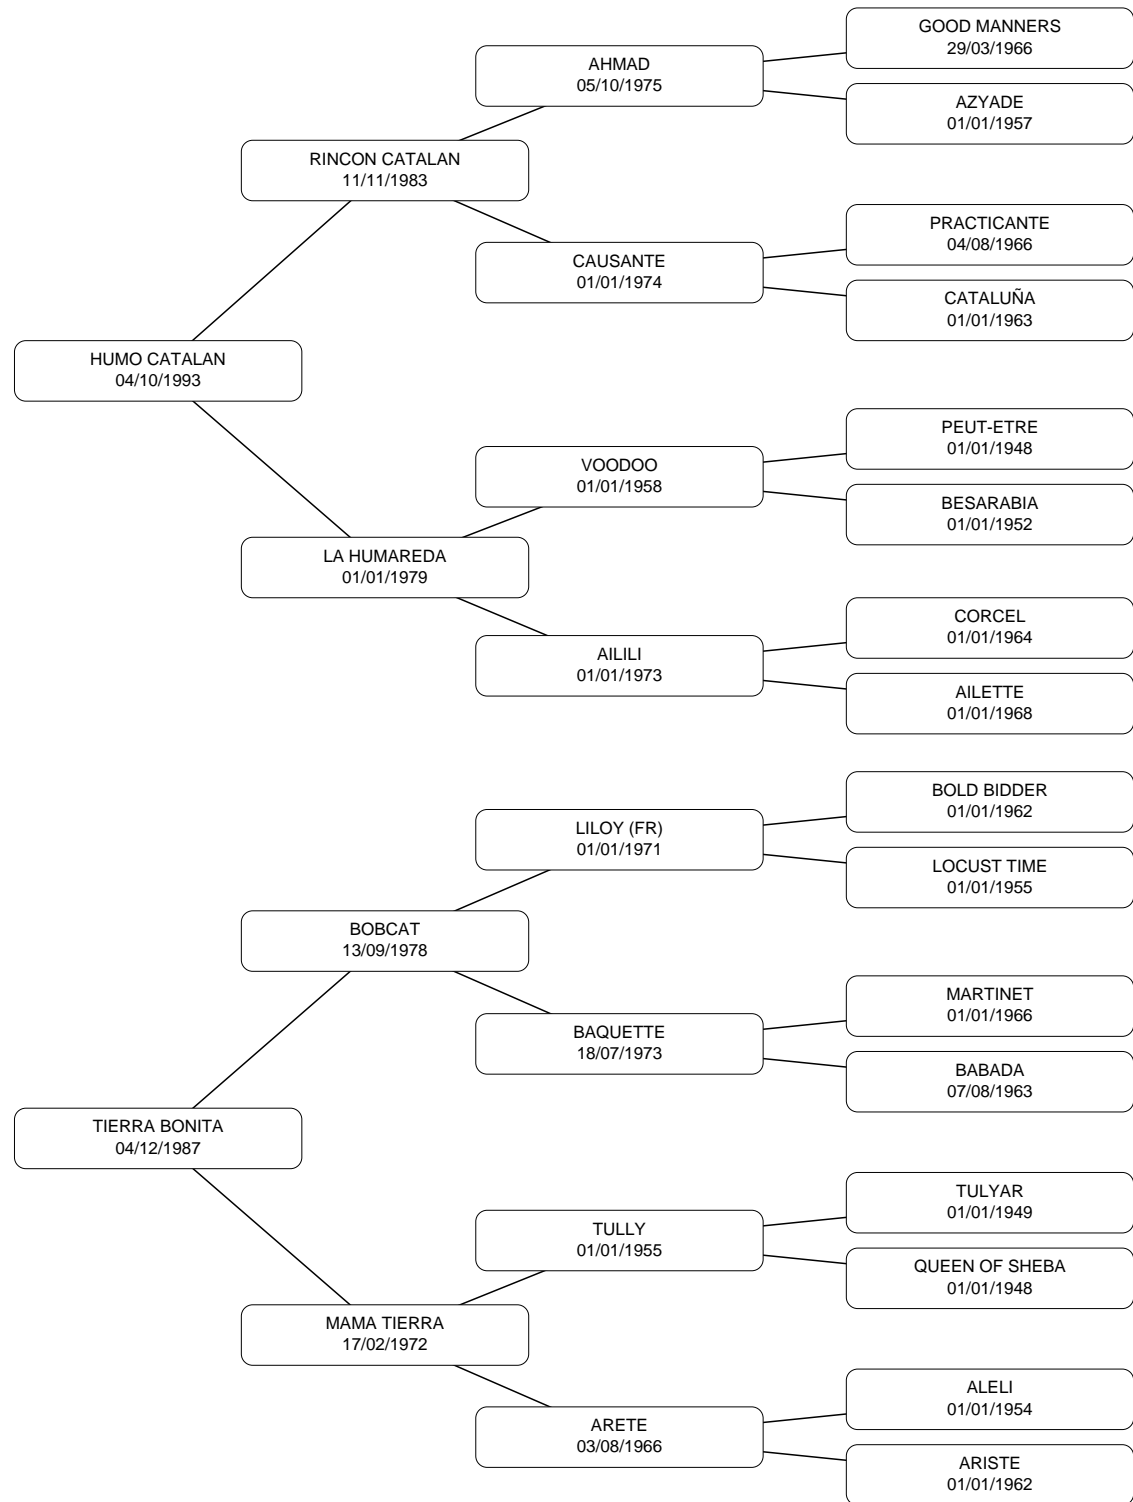 GOOD MANNERS
29/03/1966
AHMAD
05/10/1975
AZYADE
01/01/1957
RINCON CATALAN
11/11/1983
PRACTICANTE
04/08/1966
CAUSANTE
01/01/1974
CATALUÑA
01/01/1963
HUMO CATALAN
04/10/1993
PEUT-ETRE
01/01/1948
VOODOO
01/01/1958
BESARABIA
01/01/1952
LA HUMAREDA
01/01/1979
CORCEL
01/01/1964
AILILI
01/01/1973
AILETTE
01/01/1968
BOLD BIDDER
01/01/1962
LILOY (FR)
01/01/1971
LOCUST TIME
01/01/1955
BOBCAT
13/09/1978
MARTINET
01/01/1966
BAQUETTE
18/07/1973
BABADA
07/08/1963
TIERRA BONITA
04/12/1987
TULYAR
01/01/1949
TULLY
01/01/1955
QUEEN OF SHEBA
01/01/1948
MAMA TIERRA
17/02/1972
ALELI
01/01/1954
ARETE
03/08/1966
ARISTE
01/01/1962